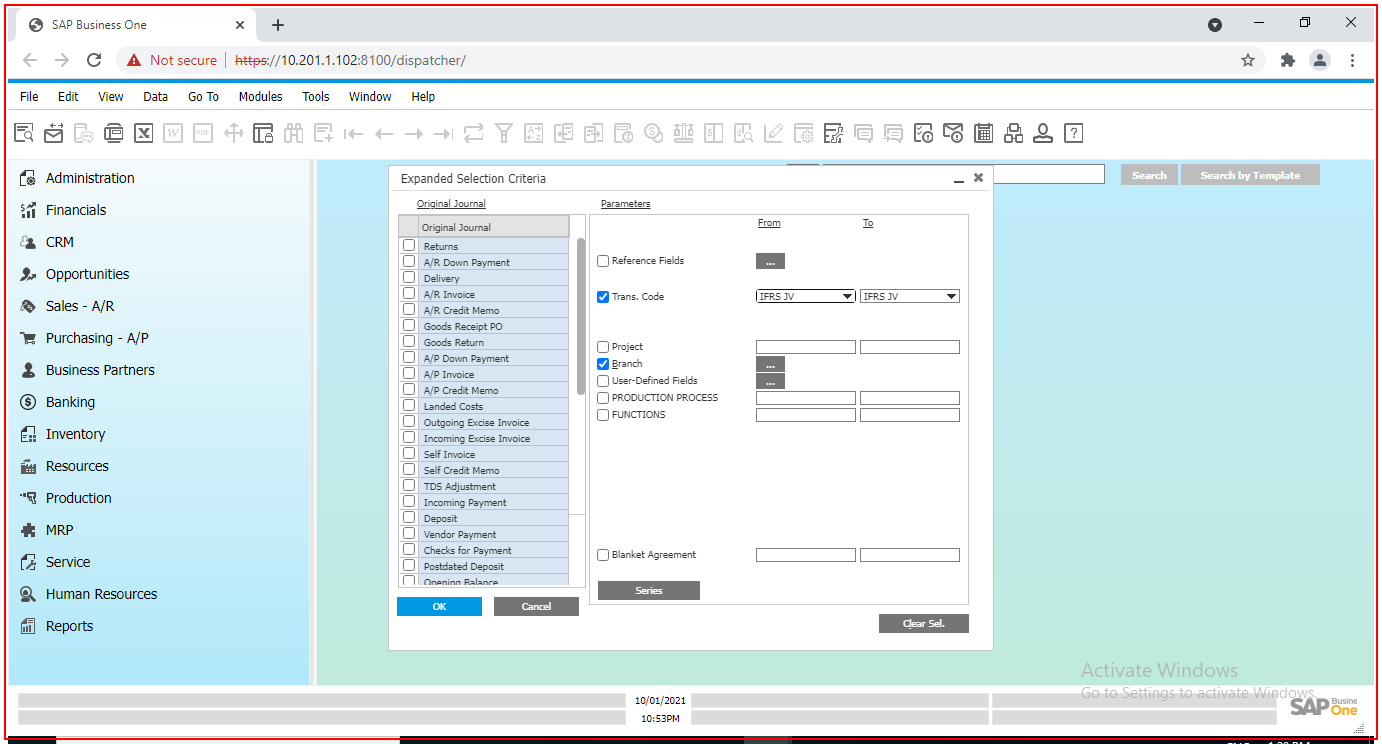 SAP Business One
Not secure https://10.201.1.102:8100/dispatcher/
File Edit View Data Go To Modules Tools Window Help
W PDF
A Z
?
Administration
Financials
CRM
Opportunities
Sales - A/R
Purchasing - A/P
Business Partners
Banking
Inventory
Resources
Production
MRP
Service
Human Resources
Reports
Search Search by Template
Expanded Selection Criteria
Original Journal
Original Journal
Returns
A/R Down Payment
Delivery
A/R Invoice
A/R Credit Memo
Goods Receipt PO
Goods Return
A/P Down Payment
A/P Invoice
A/P Credit Memo
Landed Costs
Outgoing Excise Invoice
Incoming Excise Invoice
Self Invoice
Self Credit Memo
TDS Adjustment
Incoming Payment
Deposit
Vendor Payment
Checks for Payment
Postdated Deposit
Opening Balance
OK Cancel
Parameters
From To
Reference Fields ...
Trans. Code IFRS JV IFRS JV
Project
Branch ...
User-Defined Fields ...
PRODUCTION PROCESS
FUNCTIONS
Blanket Agreement
Series
Clear Sel.
Activate Windows
Go to Settings to activate Windows.
10/01/2021
10:53PM
SAP Busine
One